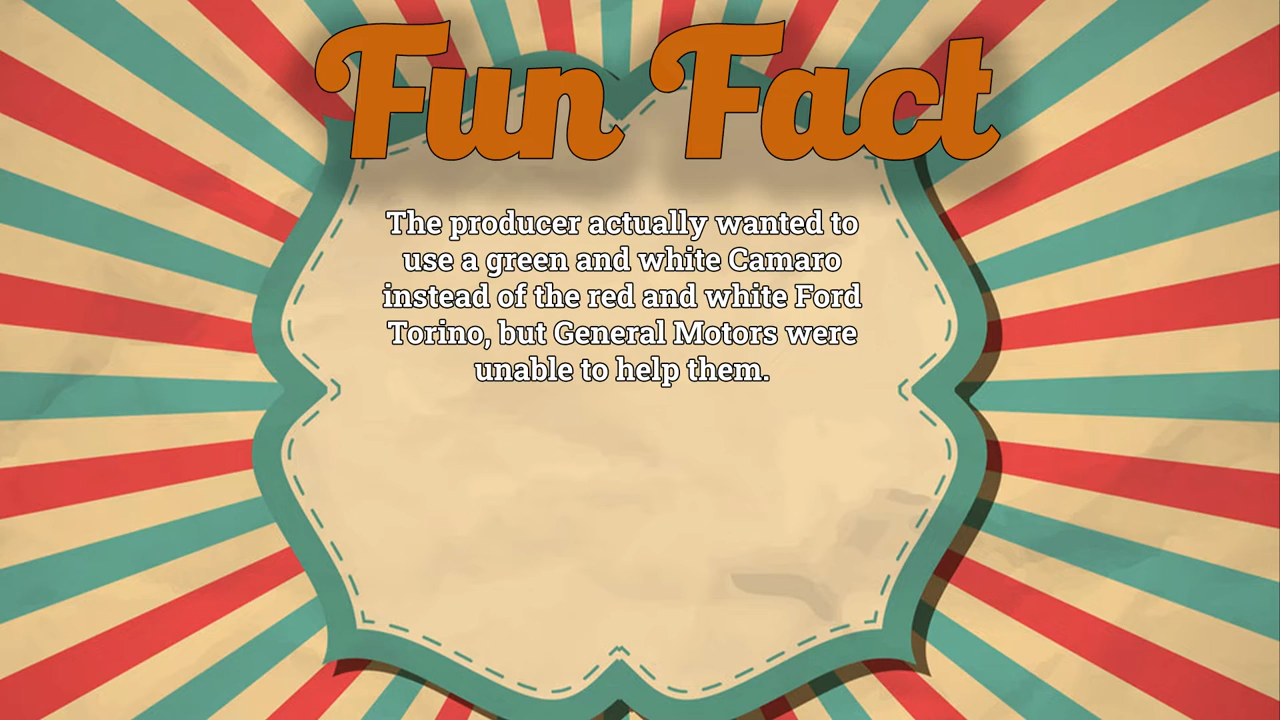 Fun Fact
The producer actually wanted to
use a green and white Camaro
instead of the red and white Ford
Torino, but General Motors were
unable to help them.